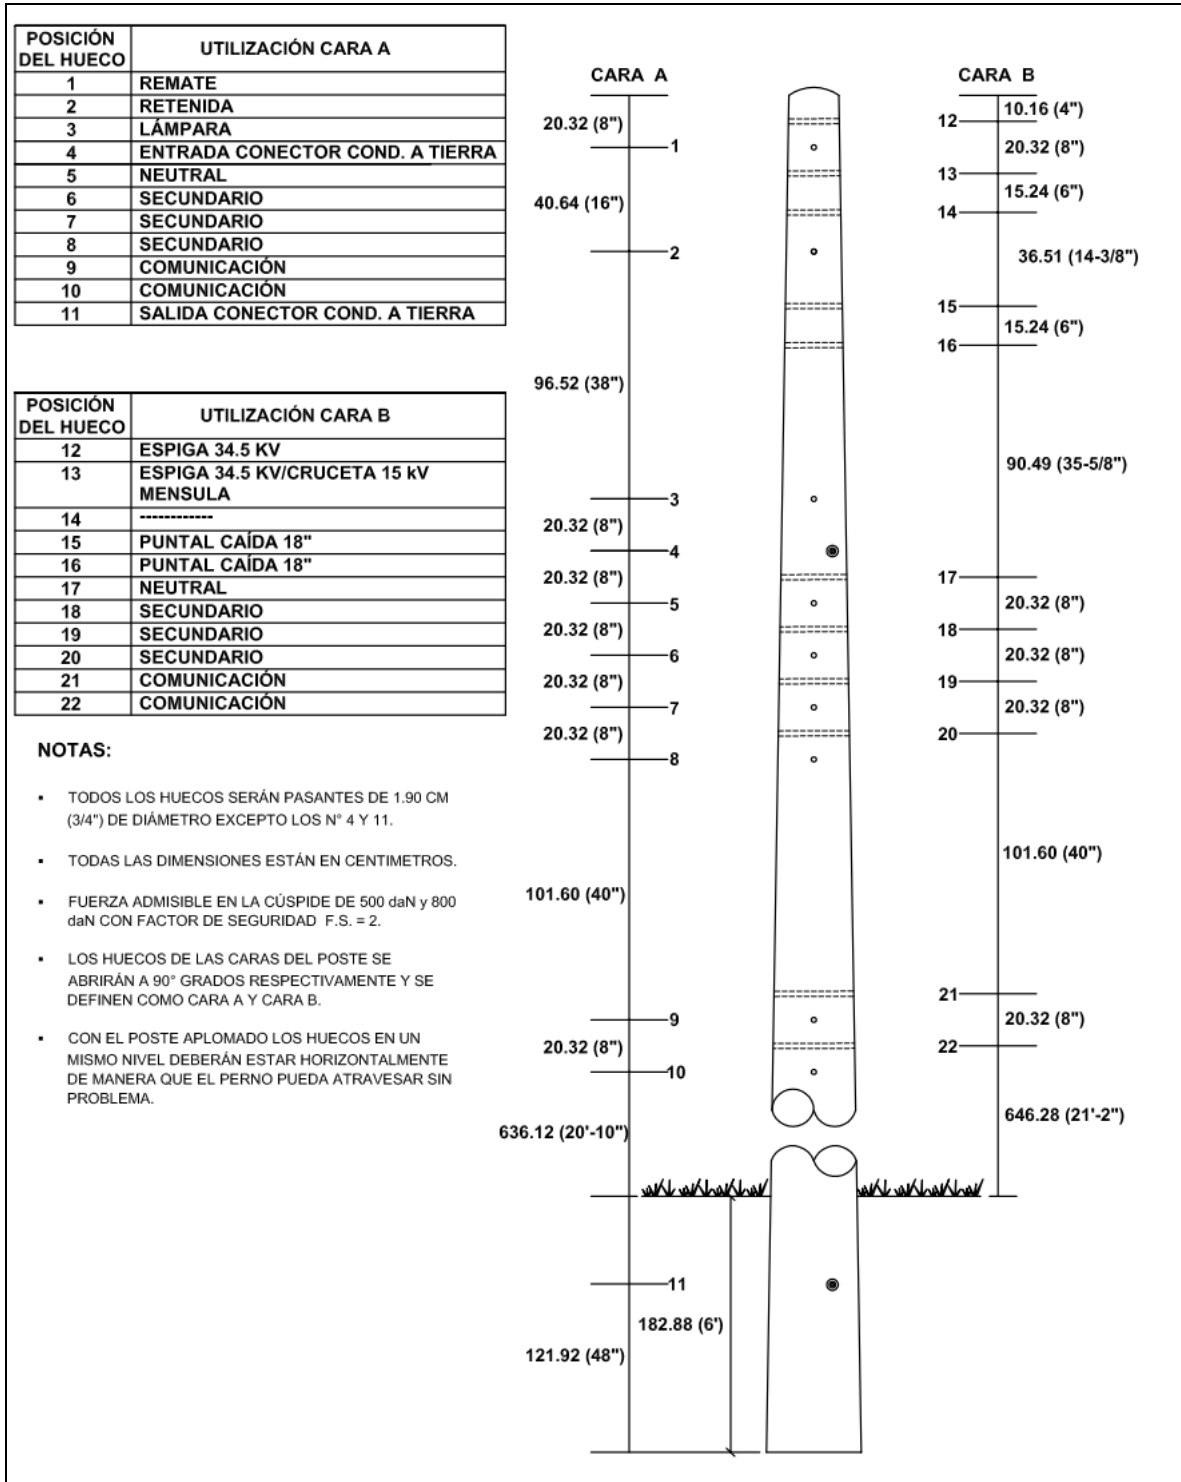 POSICIÓN
DEL HUECO
UTILIZACIÓN CARA A
1 REMATE
2 RETENIDA
3 LÁMPARA
4 ENTRADA CONECTOR COND. A TIERRA
5 NEUTRAL
6 SECUNDARIO
7 SECUNDARIO
8 SECUNDARIO
9 COMUNICACIÓN
10 COMUNICACIÓN
11 SALIDA CONECTOR COND. A TIERRA
POSICIÓN
DEL HUECO
UTILIZACIÓN CARA B
12 ESPIGA 34.5 KV
13 ESPIGA 34.5 KV/CRUCETA 15 kV
MENSULA
14 ------------
15 PUNTAL CAÍDA 18"
16 PUNTAL CAÍDA 18"
17 NEUTRAL
18 SECUNDARIO
19 SECUNDARIO
20 SECUNDARIO
21 COMUNICACIÓN
22 COMUNICACIÓN
NOTAS:
▪ TODOS LOS HUECOS SERÁN PASANTES DE 1.90 CM
(3/4") DE DIÁMETRO EXCEPTO LOS N° 4 Y 11.
▪ TODAS LAS DIMENSIONES ESTÁN EN CENTIMETROS.
▪ FUERZA ADMISIBLE EN LA CÚSPIDE DE 500 daN y 800
daN CON FACTOR DE SEGURIDAD F.S. = 2.
▪ LOS HUECOS DE LAS CARAS DEL POSTE SE
ABRIRÁN A 90° GRADOS RESPECTIVAMENTE Y SE
DEFINEN COMO CARA A Y CARA B.
▪ CON EL POSTE APLOMADO LOS HUECOS EN UN
MISMO NIVEL DEBERÁN ESTAR HORIZONTALMENTE
DE MANERA QUE EL PERNO PUEDA ATRAVESAR SIN
PROBLEMA.
CARA A
20.32 (8")
1
40.64 (16")
2
96.52 (38")
3
20.32 (8")
4
20.32 (8")
5
20.32 (8")
6
20.32 (8")
7
20.32 (8")
8
101.60 (40")
9
20.32 (8")
10
636.12 (20'-10")
11
182.88 (6')
121.92 (48")
CARA B
10.16 (4")
12
20.32 (8")
13
15.24 (6")
14
36.51 (14-3/8")
15
15.24 (6")
16
90.49 (35-5/8")
17
20.32 (8")
18
20.32 (8")
19
20.32 (8")
20
101.60 (40")
21
20.32 (8")
22
646.28 (21'-2")